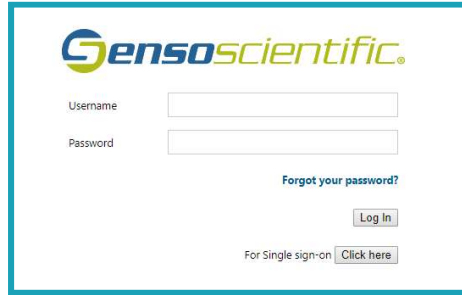 Sensoscientific®
Username
Password
Forgot your password?
Log In
For Single sign-on Click here